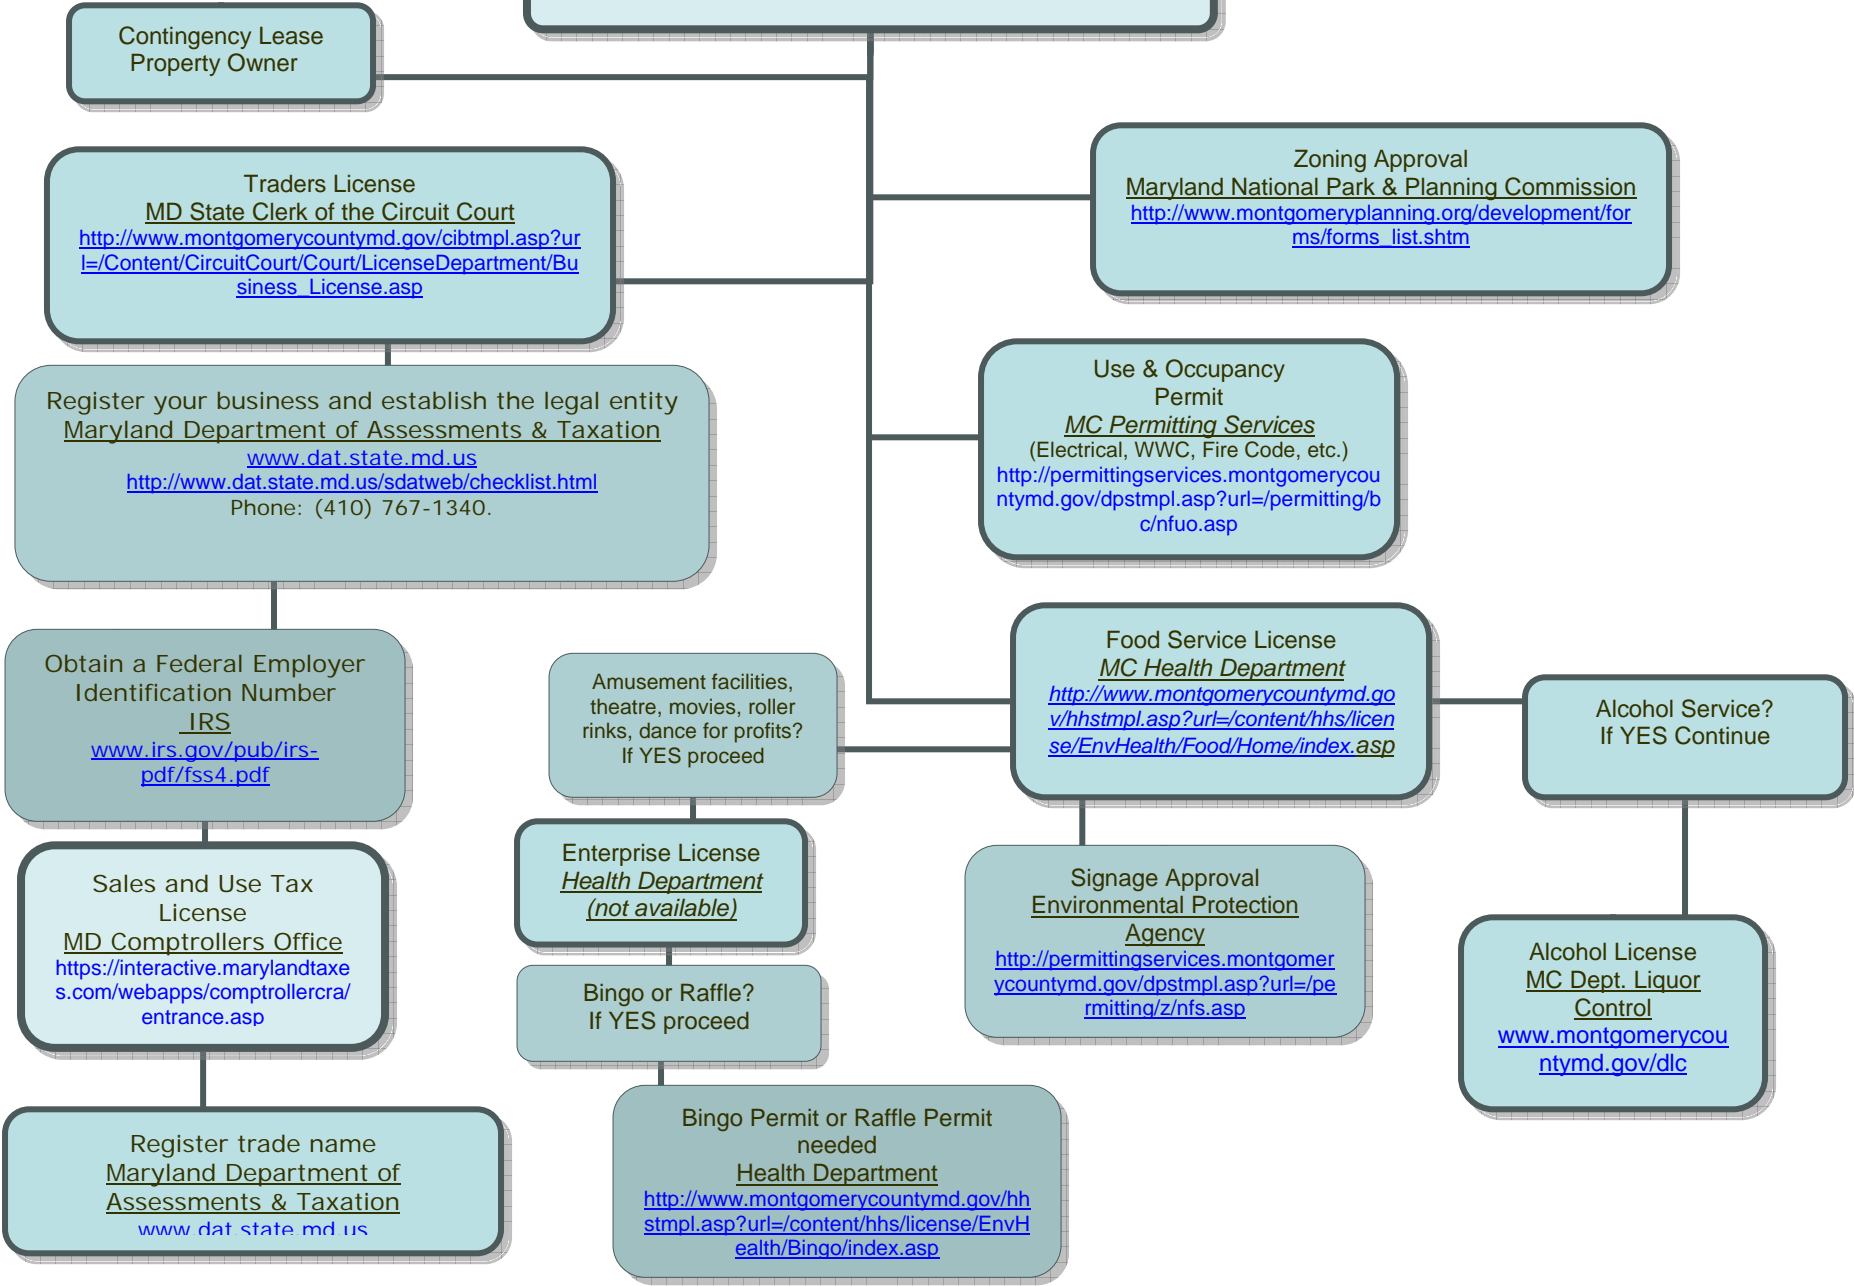 Contingency Lease
Property Owner
Zoning Approval
Maryland National Park & Planning Commission
http://www.montgomeryplanning.org/development/for
ms/forms_list.shtm
Traders License
MD State Clerk of the Circuit Court
http://www.montgomerycountymd.gov/cibtmpl.asp?ur
l=/Content/CircuitCourt/Court/LicenseDepartment/Bu
siness_License.asp
Register your business and establish the legal entity
Maryland Department of Assessments & Taxation
www.dat.state.md.us
http://www.dat.state.md.us/sdatweb/checklist.html
Phone: (410) 767-1340.
Use & Occupancy
Permit
MC Permitting Services
(Electrical, WWC, Fire Code, etc.)
http://permittingservices.montgomerycou
ntymd.gov/dpstmpl.asp?url=/permitting/b
c/nfuo.asp
Obtain a Federal Employer
Identification Number
IRS
www.irs.gov/pub/irs-
pdf/fss4.pdf
Amusement facilities,
theatre, movies, roller
rinks, dance for profits?
If YES proceed
Food Service License
MC Health Department
http://www.montgomerycountymd.go
v/hhstmpl.asp?url=/content/hhs/licen
se/EnvHealth/Food/Home/index.asp
Alcohol Service?
If YES Continue
Sales and Use Tax
License
MD Comptrollers Office
https://interactive.marylandtaxe
s.com/webapps/comptrollercra/
entrance.asp
Enterprise License
Health Department
(not available)
Signage Approval
Environmental Protection
Agency
http://permittingservices.montgomer
ycountymd.gov/dpstmpl.asp?url=/pe
rmitting/z/nfs.asp
Alcohol License
MC Dept. Liquor
Control
www.montgomerycou
ntymd.gov/dlc
Bingo or Raffle?
If YES proceed
Register trade name
Maryland Department of
Assessments & Taxation
www.dat.state.md.us
Bingo Permit or Raffle Permit
needed
Health Department
http://www.montgomerycountymd.gov/hh
stmpl.asp?url=/content/hhs/license/EnvH
ealth/Bingo/index.asp